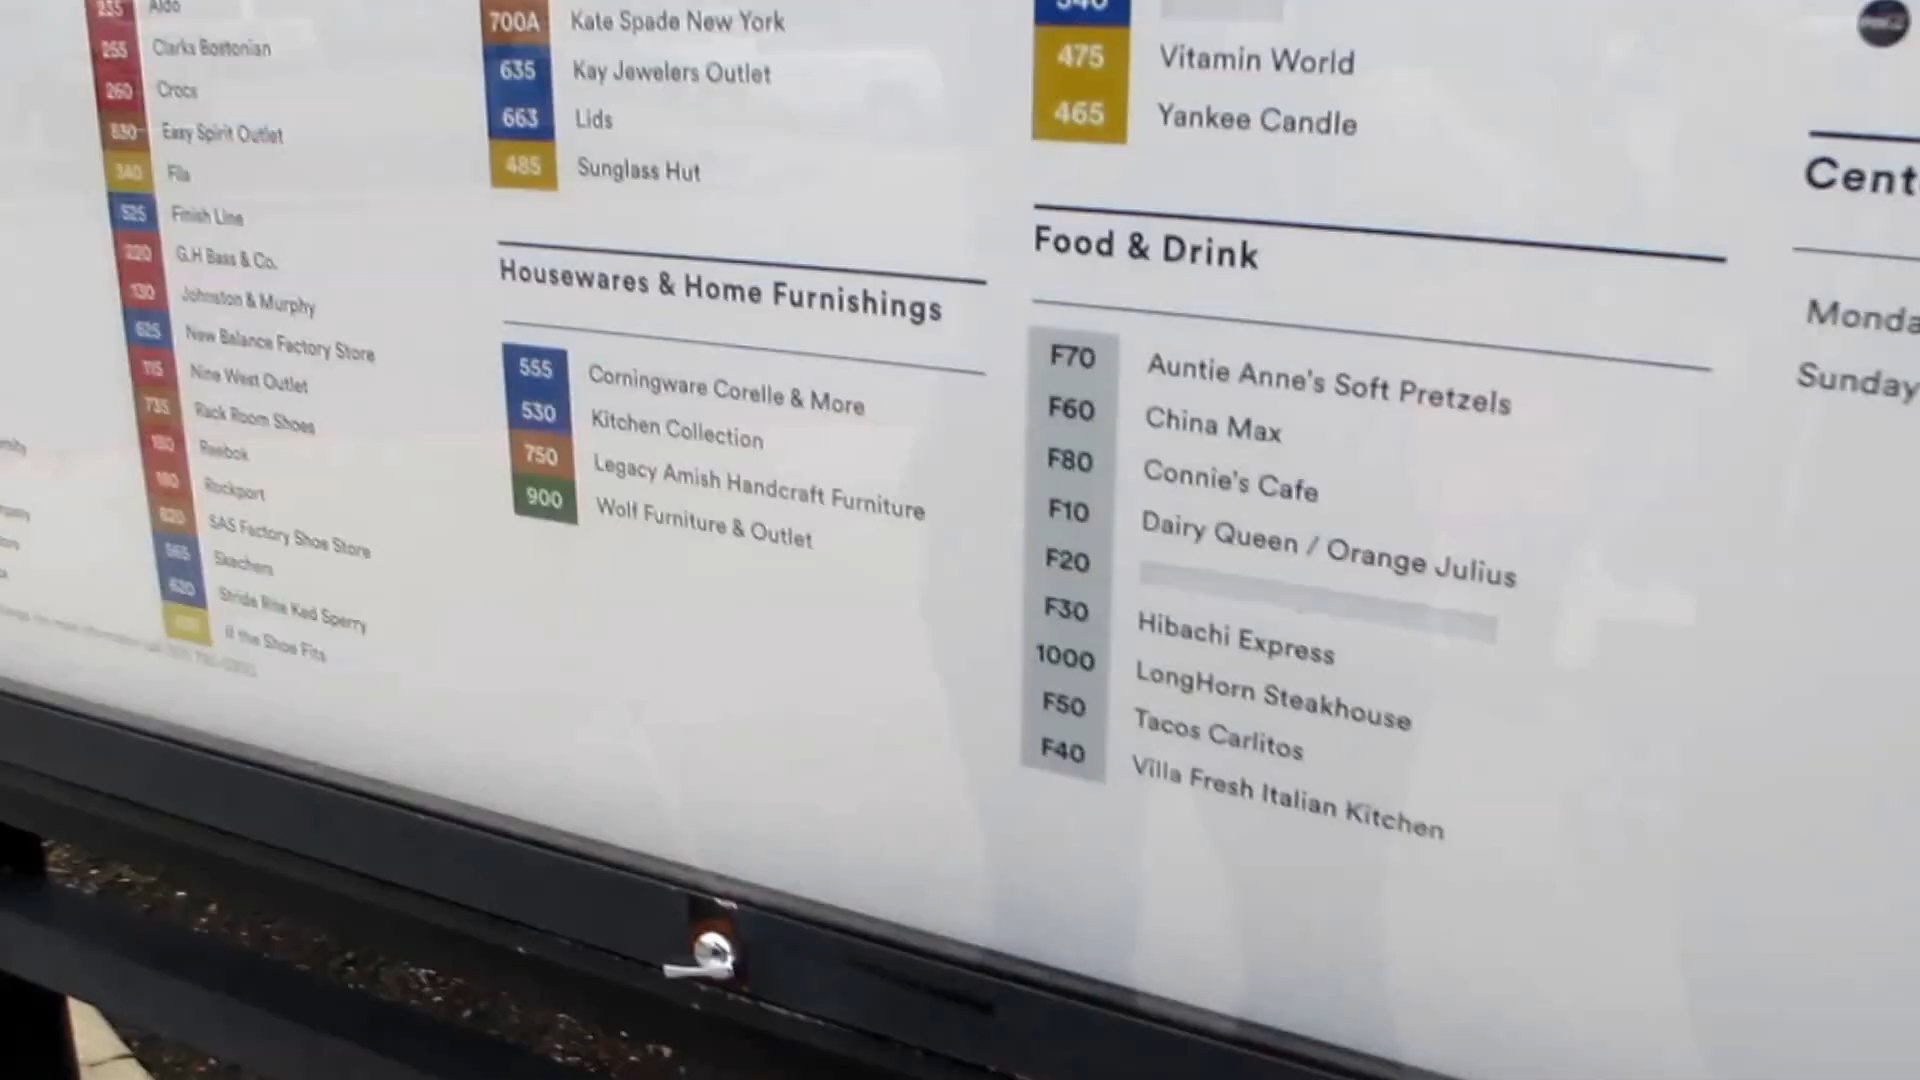 235 Aldo
255 Clarks Bostonian
260 Crocs
830 Easy Spirit Outlet
340 Fila
525 Finish Line
220 G.H Bass & Co.
130 Johnston & Murphy
625 New Balance Factory Store
115 Nine West Outlet
735 Rack Room Shoes
Reebok
180 Rockport
820 SAS Factory Shoe Store
565 Skechers
620 Stride Rite Ked Sperry
If the Shoe Fits
700A Kate Spade New York
635 Kay Jewelers Outlet
663 Lids
485 Sunglass Hut
Housewares & Home Furnishings
555 Corningware Corelle & More
530 Kitchen Collection
750 Legacy Amish Handcraft Furniture
900 Wolf Furniture & Outlet
540
475 Vitamin World
465 Yankee Candle
Food & Drink
F70 Auntie Anne's Soft Pretzels
F60 China Max
F80 Connie's Cafe
F10 Dairy Queen / Orange Julius
F20
F30 Hibachi Express
1000 LongHorn Steakhouse
F50 Tacos Carlitos
F40 Villa Fresh Italian Kitchen
Cent
Monda
Sunday